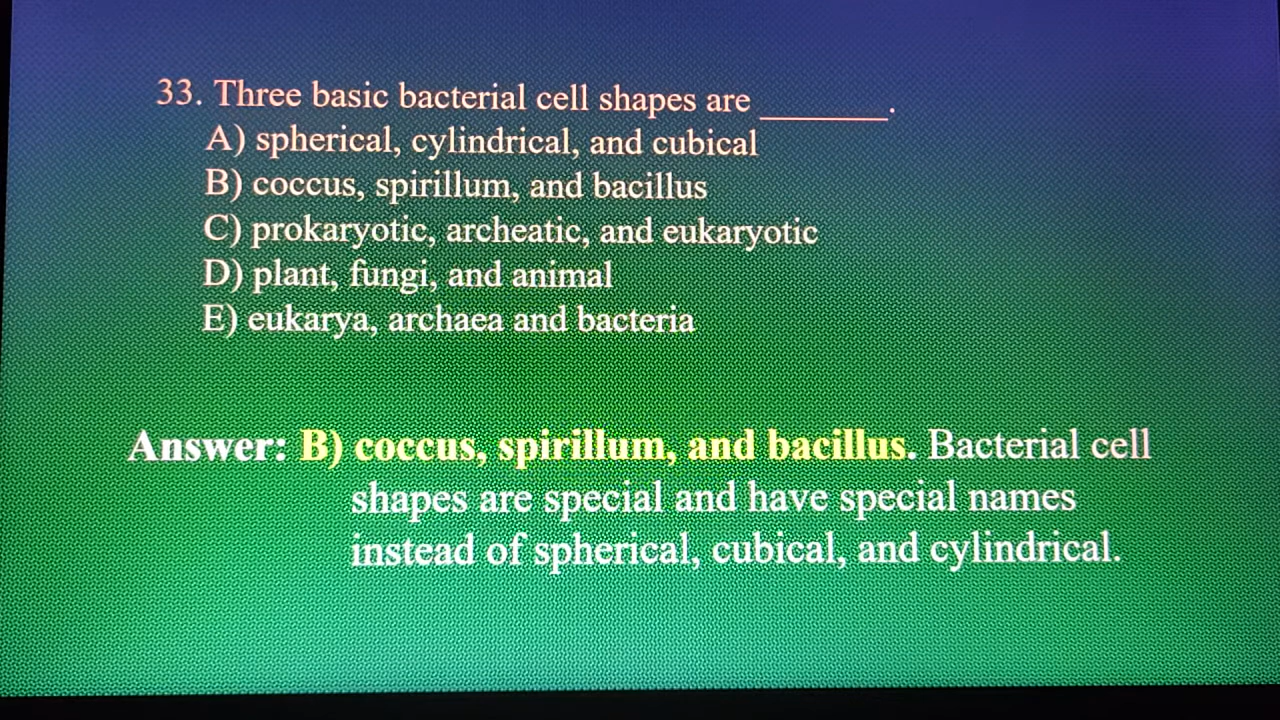 33. Three basic bacterial cell shapes are ________.
A) spherical, cylindrical, and cubical
B) coccus, spirillum, and bacillus
C) prokaryotic, archeatic, and eukaryotic
D) plant, fungi, and animal
E) eukarya, archaea and bacteria
Answer: B) coccus, spirillum, and bacillus. Bacterial cell
shapes are special and have special names
instead of spherical, cubical, and cylindrical.